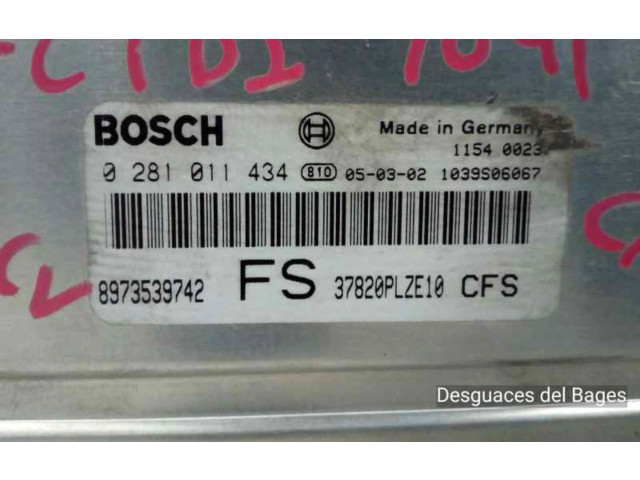 CTDI
BOSCH Made in Germany
1154 0023
0 281 011 434 810 05-03-02 1039S06067
8973539742 FS 37820PLZE10 CFS
Desguaces del Bages